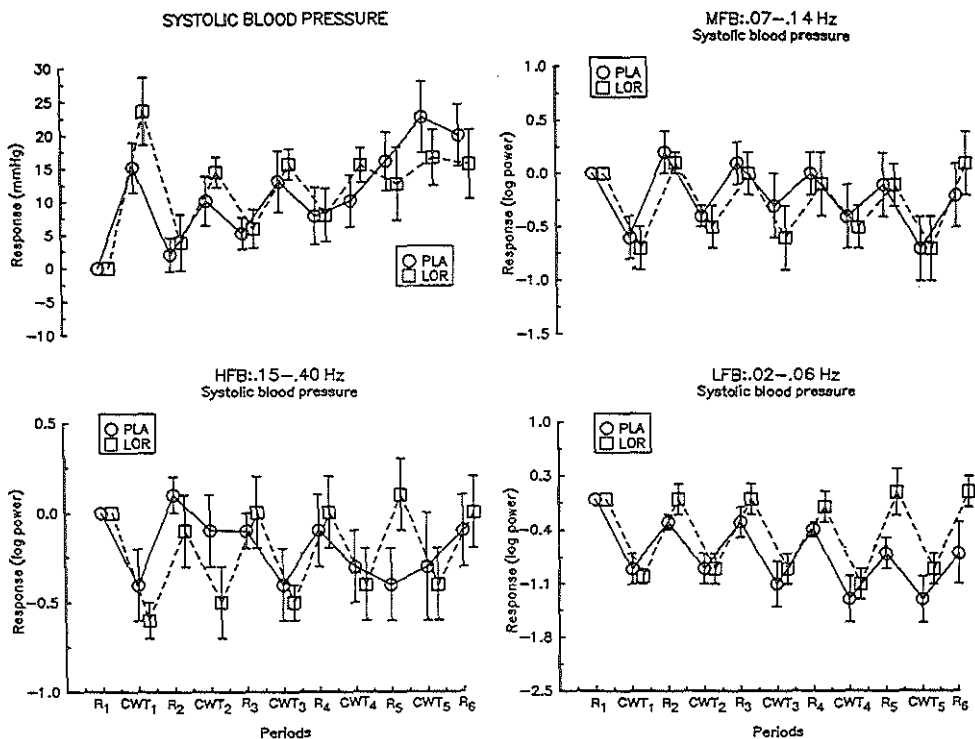 SYSTOLIC BLOOD PRESSURE
Response (mmHg)
30
25
20
15
10
5
0
−5
−10
PLA
LOR
MFB:.07−.14 Hz
Systolic blood pressure
Response (log power)
1.0
0.5
0.0
−0.5
−1.0
−1.5
PLA
LOR
HFB:.15−.40 Hz
Systolic blood pressure
Response (log power)
0.5
0.0
−0.5
−1.0
PLA
LOR
R1 CWT1 R2 CWT2 R3 CWT3 R4 CWT4 R5 CWT5 R6
Periods
LFB:.02−.06 Hz
Systolic blood pressure
Response (log power)
1.0
0.3
−0.4
−1.1
−1.8
−2.5
PLA
LOR
R1 CWT1 R2 CWT2 R3 CWT3 R4 CWT4 R5 CWT5 R6
Periods